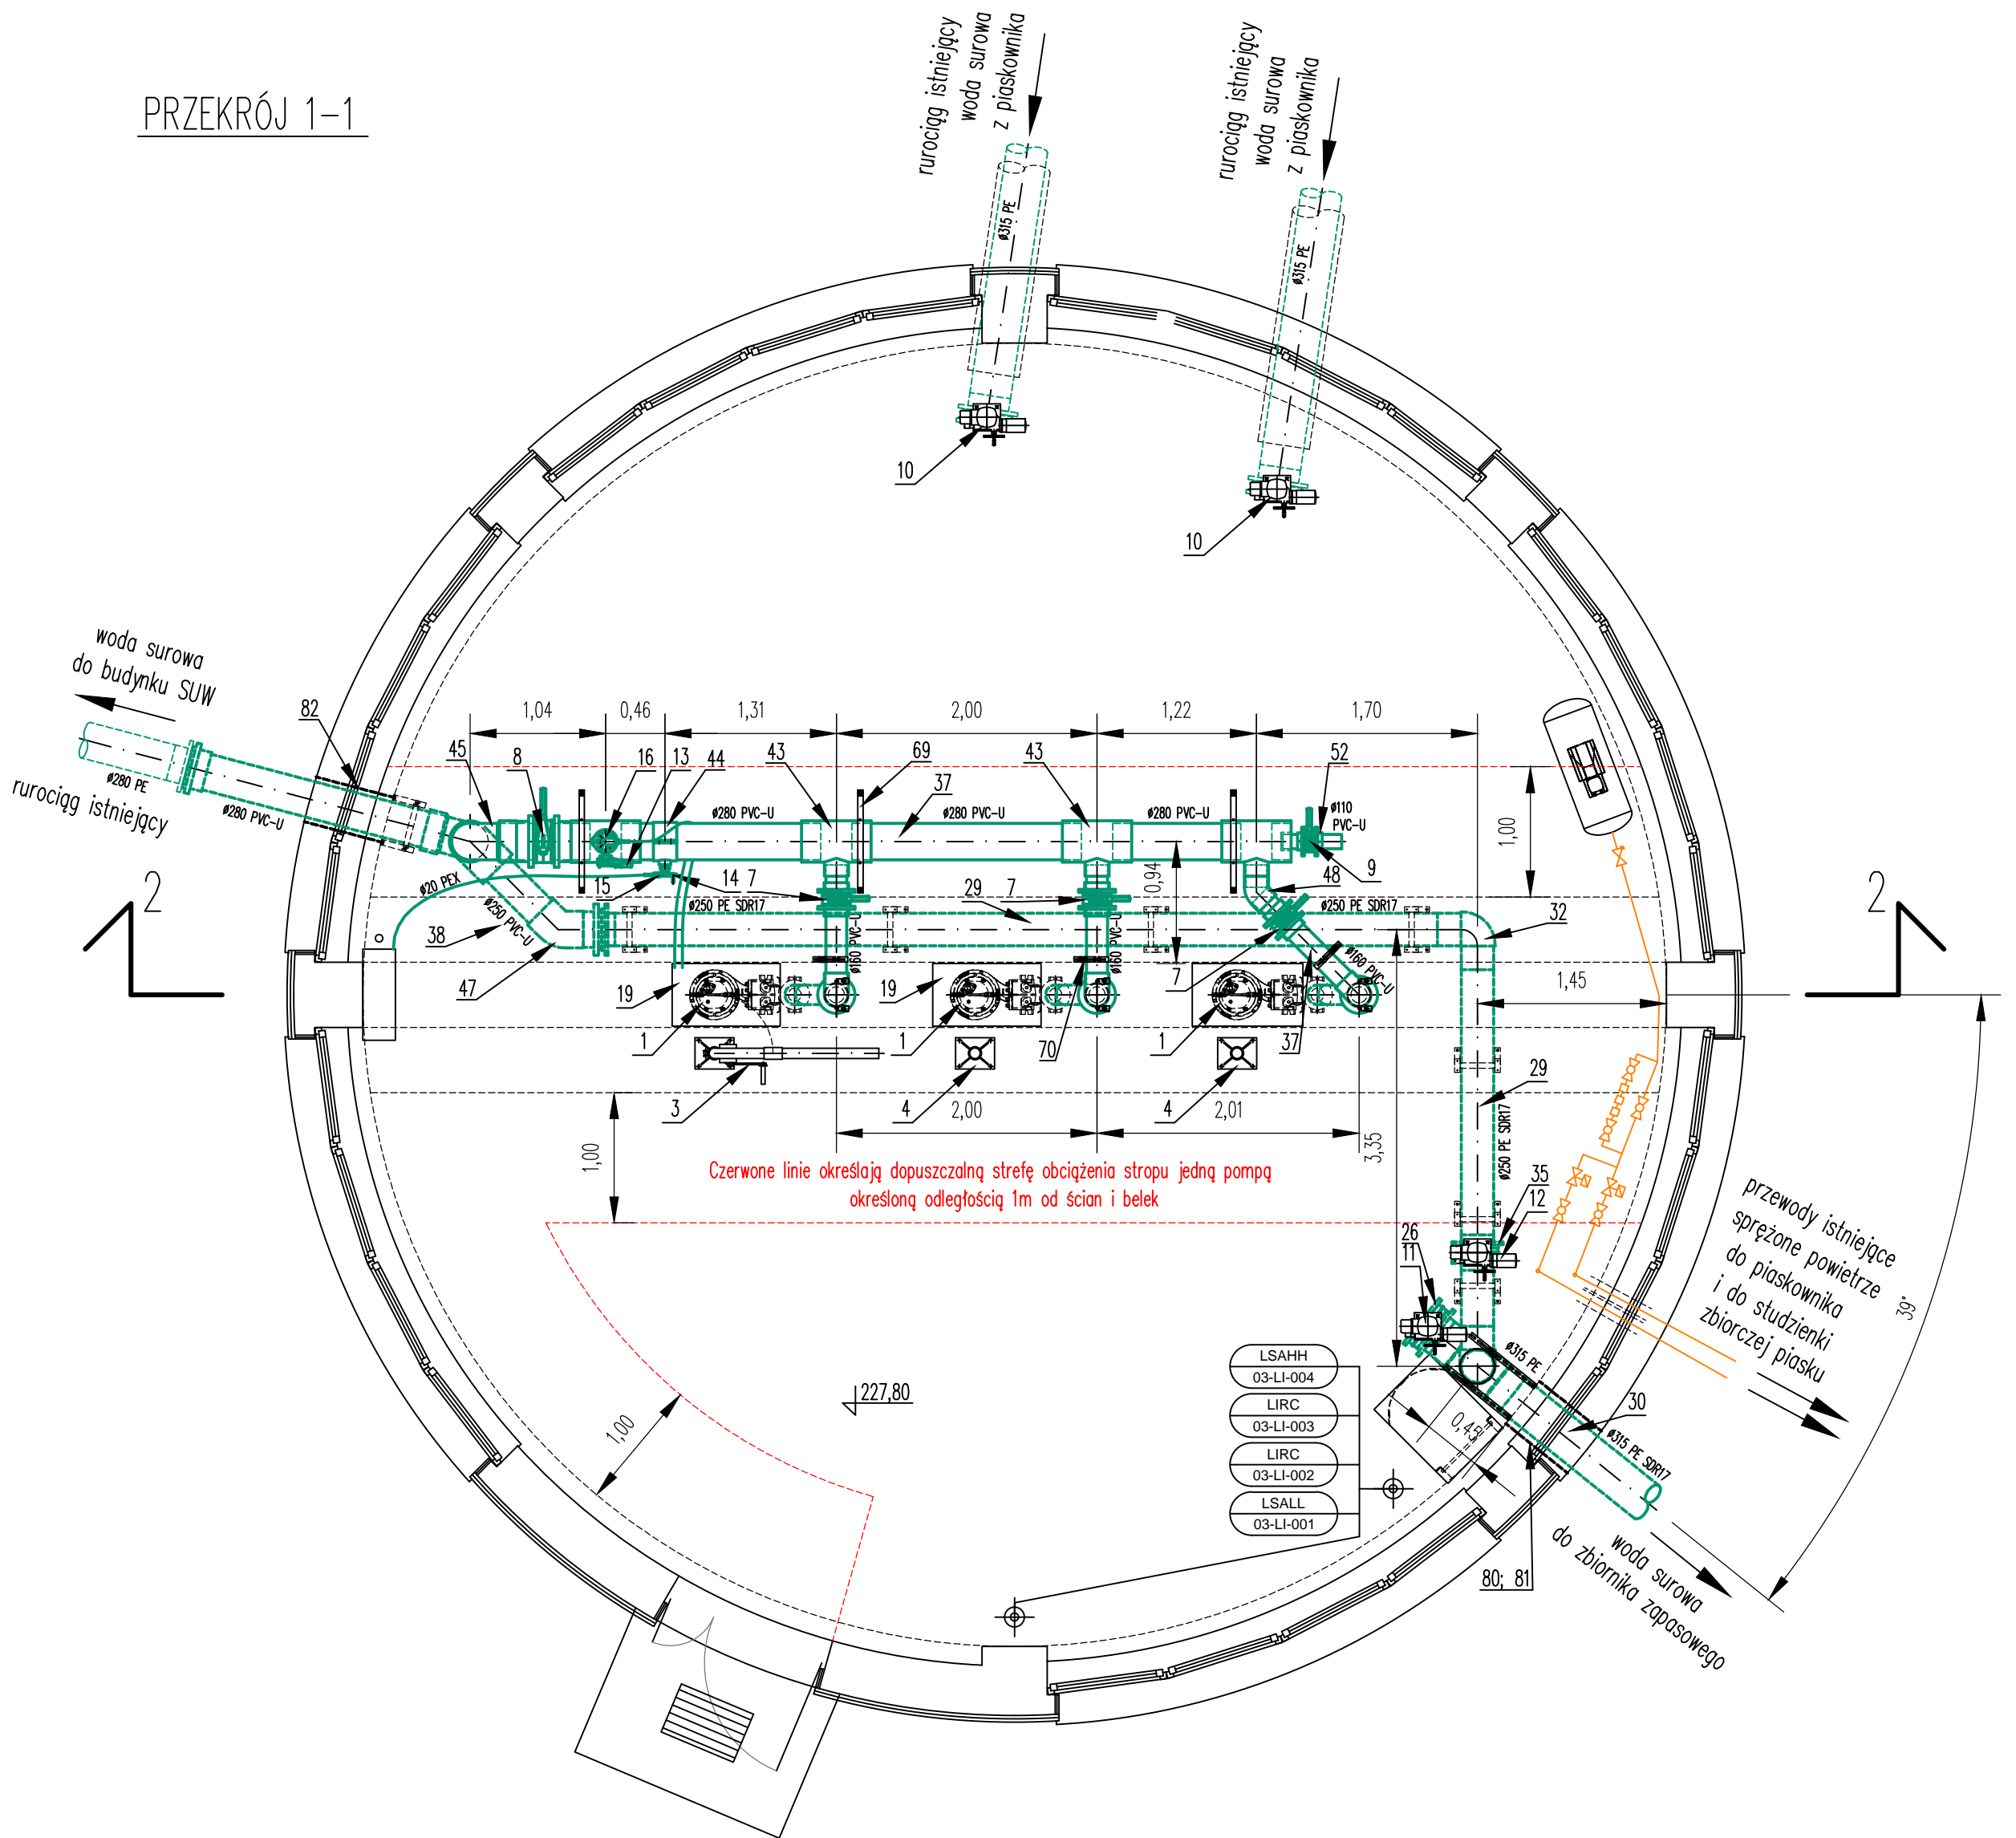 PRZEKRÓJ 1-1
rurociąg istniejący
woda surowa
z piaskownika
rurociąg istniejący
woda surowa
z piaskownika
ø315 PE
ø315 PE
10
10
woda surowa
do budynku SUW
82
ø280 PE
rurociąg istniejący
ø280 PVC-U
1,04
0,46
1,31
2,00
1,22
1,70
45
8
16
13
44
43
69
37
43
52
ø280 PVC-U
ø280 PVC-U
ø280 PVC-U
ø110
PVC-U
1,00
9
48
0,94
15
14
7
29
7
ø20 PEX
ø250 PE SDR17
ø250 PE SDR17
32
2
2
38
ø250 PVC-U
47
ø160 PVC-U
ø160 PVC-U
ø160 PVC-U
19
19
7
1,45
1
1
70
1
37
3
4
4
2,00
2,01
3,35
29
ø250 PE SDR17
1,00
Czerwone linie określają dopuszczalną strefę obciążenia stropu jedną pompą
określoną odległością 1m od ścian i belek
35
12
26
11
przewody istniejące
sprężone powietrze
do piaskownika
i do studzienki
zbiorczej piasku
39°
ø315 PE
LSAHH
03-LI-004
LIRC
03-LI-003
LIRC
03-LI-002
LSALL
03-LI-001
227,80
1,00
0,45
30
ø315 PE SDR17
80; 81
woda surowa
do zbiornika zapasowego